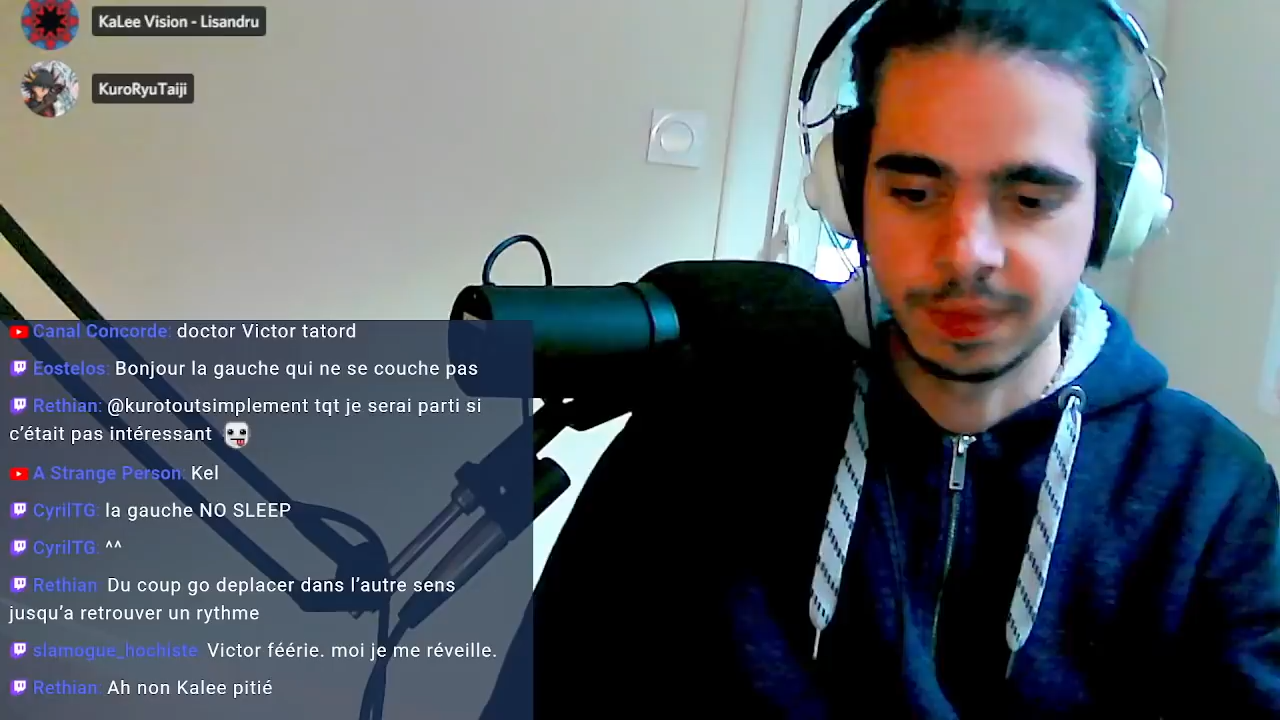 KaLee Vision - Lisandru
KuroRyuTaiji
Canal Concorde: doctor Victor tatord
Eostelos: Bonjour la gauche qui ne se couche pas
Rethian: @kurotoutsimplement tqt je serai parti si
c’était pas intéressant
A Strange Person: Kel
CyrilTG: la gauche NO SLEEP
CyrilTG: ^^
Rethian: Du coup go deplacer dans l’autre sens
jusqu’a retrouver un rythme
slamogue_hochiste: Victor féérie. moi je me réveille.
Rethian: Ah non Kalee pitié